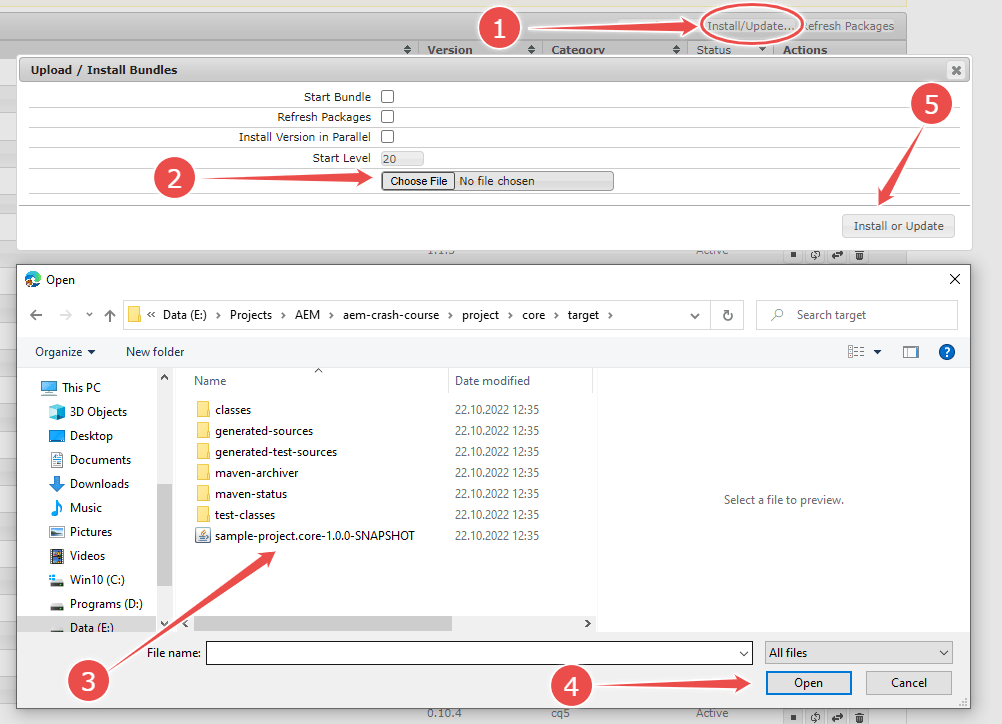 1
Install/Update...
Refresh Packages
Version
Category
Status
Actions
Upload / Install Bundles
5
Start Bundle
Refresh Packages
Install Version in Parallel
Start Level
20
2
Choose File
No file chosen
Install or Update
1.1.5
Active
Open
« Data (E:) > Projects > AEM > aem-crash-course > project > core > target >
Search target
Organize
New folder
?
Name
Date modified
This PC
3D Objects
Desktop
Documents
Downloads
Music
Pictures
Videos
Win10 (C:)
Programs (D:)
Data (E:)
classes 22.10.2022 12:35
generated-sources 22.10.2022 12:35
generated-test-sources 22.10.2022 12:35
maven-archiver 22.10.2022 12:35
maven-status 22.10.2022 12:35
test-classes 22.10.2022 12:35
sample-project.core-1.0.0-SNAPSHOT 22.10.2022 12:35
Select a file to preview.
3
File name:
All files
4
Open
Cancel
0.10.4
cq5
Active